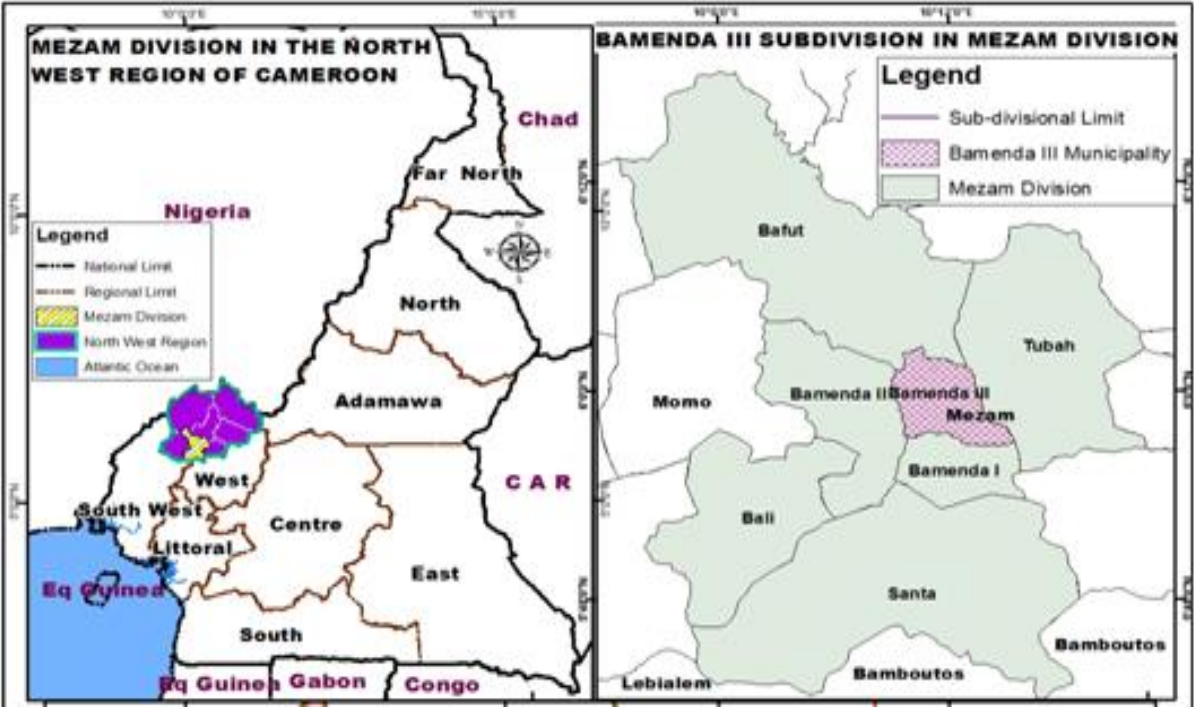 MEZAM DIVISION IN THE NORTH
WEST REGION OF CAMEROON
Chad
Far North
Nigeria
Legend
National Limit
Regional Limit
Mezam Division
North West Region
Atlantic Ocean
N
W
E
S
North
Adamawa
West
C A R
South West
Centre
Littoral
East
Eq Guinea
South
Eq Guinea
Gabon
Congo
BAMENDA III SUBDIVISION IN MEZAM DIVISION
Legend
Sub-divisional Limit
Bamenda III Municipality
Mezam Division
Bafut
Tubah
Momo
Bamenda II
Bamenda III
Mezam
Bamenda I
Bali
Santa
Bamboutos
Bamboutos
Lebialem